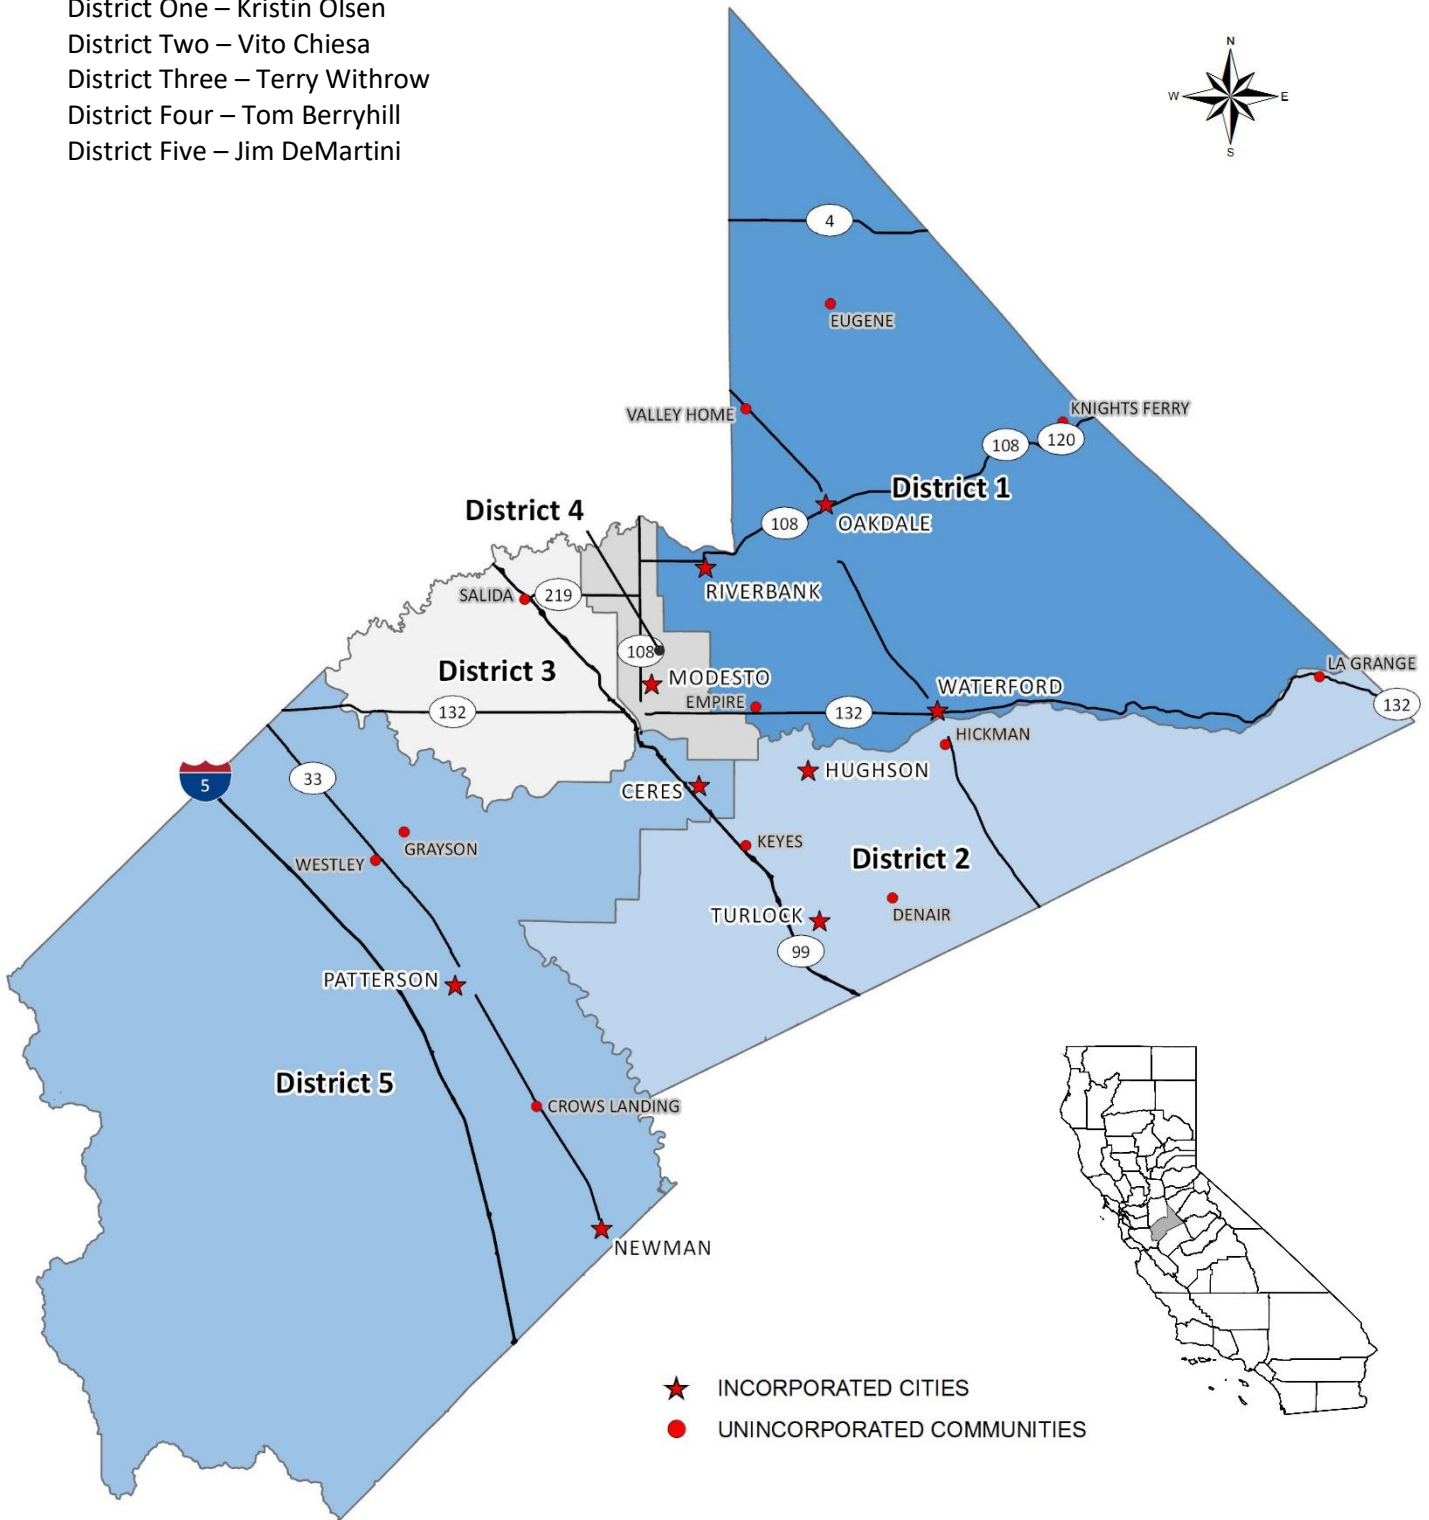 District One – Kristin Olsen
District Two – Vito Chiesa
District Three – Terry Withrow
District Four – Tom Berryhill
District Five – Jim DeMartini
N
W
E
S
4
EUGENE
VALLEY HOME
KNIGHTS FERRY
108
120
District 1
District 4
108
OAKDALE
RIVERBANK
SALIDA
219
108
District 3
MODESTO
LA GRANGE
WATERFORD
EMPIRE
132
132
132
HICKMAN
5
33
HUGHSON
CERES
GRAYSON
WESTLEY
KEYES
District 2
TURLOCK
DENAIR
99
PATTERSON
District 5
CROWS LANDING
NEWMAN
INCORPORATED CITIES
UNINCORPORATED COMMUNITIES